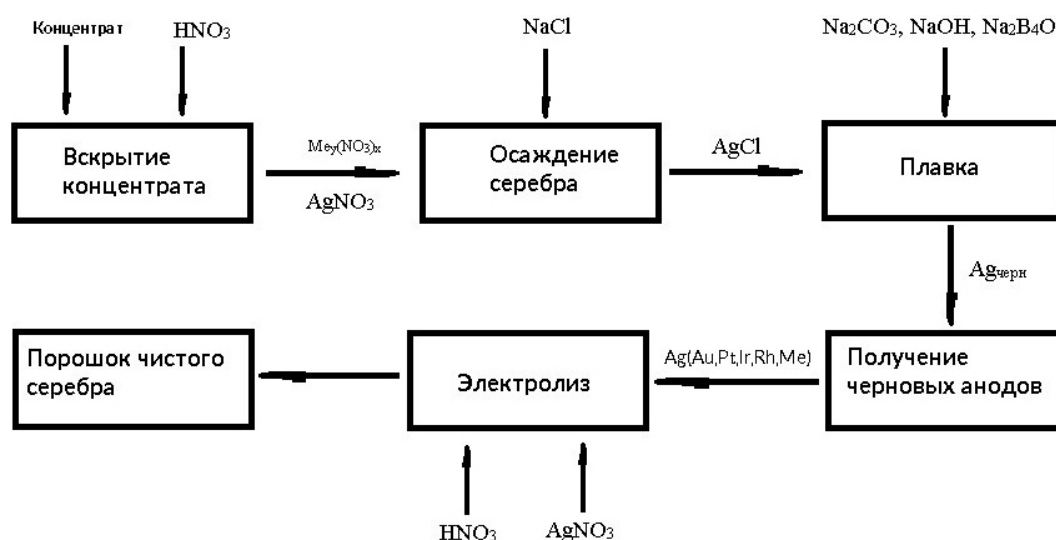 Концентрат
HNO₃
NaCl
Na₂CO₃, NaOH, Na₂B₄O
Вскрытие
концентрата
Meᵧ(NO₃)ₓ
AgNO₃
Осаждение
серебра
AgCl
Плавка
Agчерн
Порошок чистого
серебра
Электролиз
Ag(Au,Pt,Ir,Rh,Me)
Получение
черновых анодов
HNO₃
AgNO₃